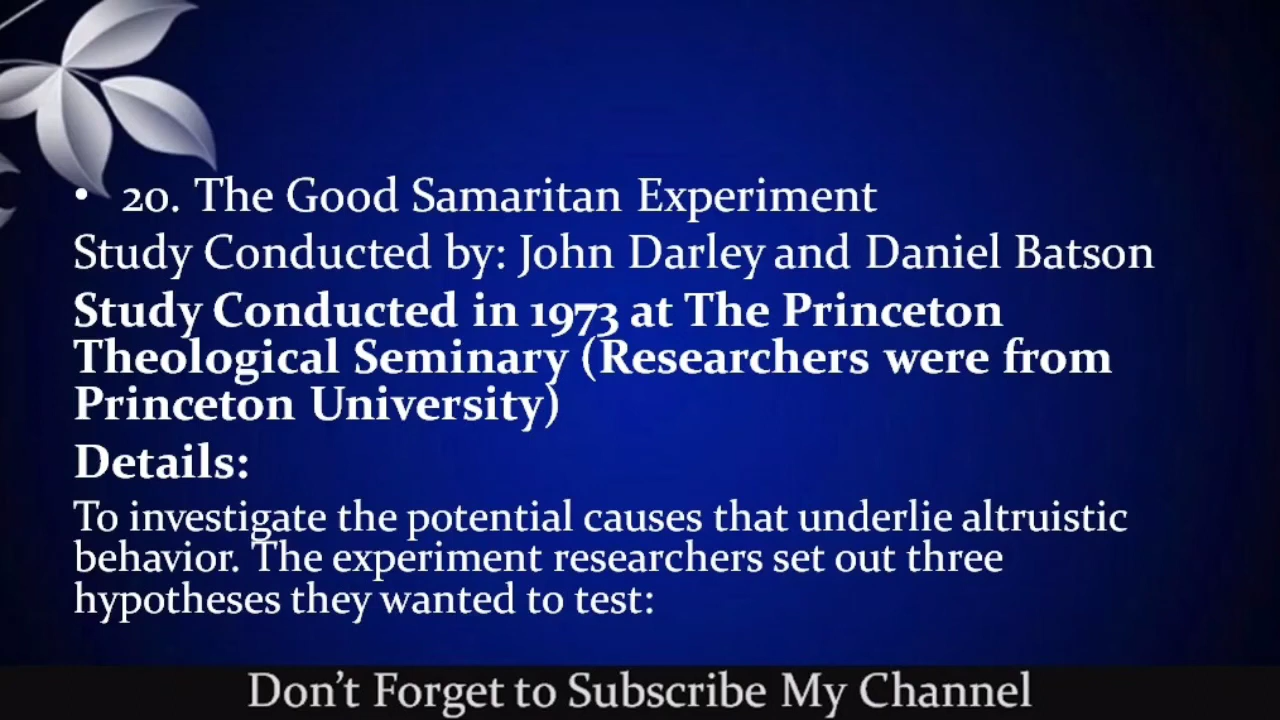 • 20. The Good Samaritan Experiment
Study Conducted by: John Darley and Daniel Batson
Study Conducted in 1973 at The Princeton
Theological Seminary (Researchers were from
Princeton University)
Details:
To investigate the potential causes that underlie altruistic
behavior. The experiment researchers set out three
hypotheses they wanted to test:
Don't Forget to Subscribe My Channel